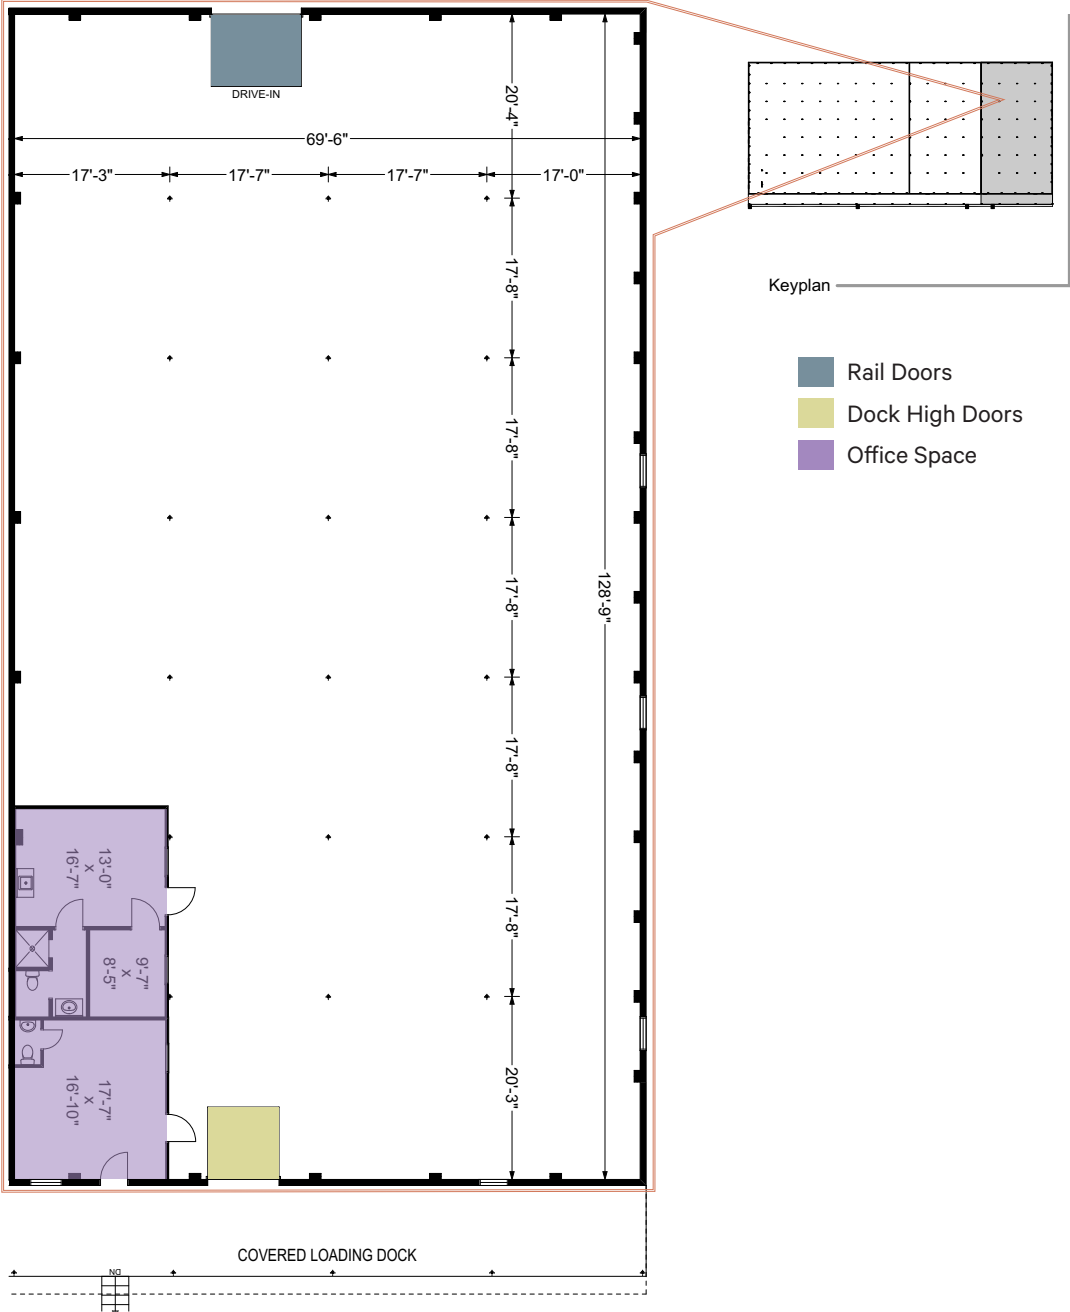 DRIVE-IN
69'-6"
17'-3"
17'-7"
17'-7"
17'-0"
20'-4"
17'-8"
17'-8"
17'-8"
17'-8"
17'-8"
20'-3"
128'-9"
Keyplan
Rail Doors
Dock High Doors
Office Space
13'-0"
x
16'-7"
9'-7"
x
8'-5"
17'-7"
x
16'-10"
COVERED LOADING DOCK
DN